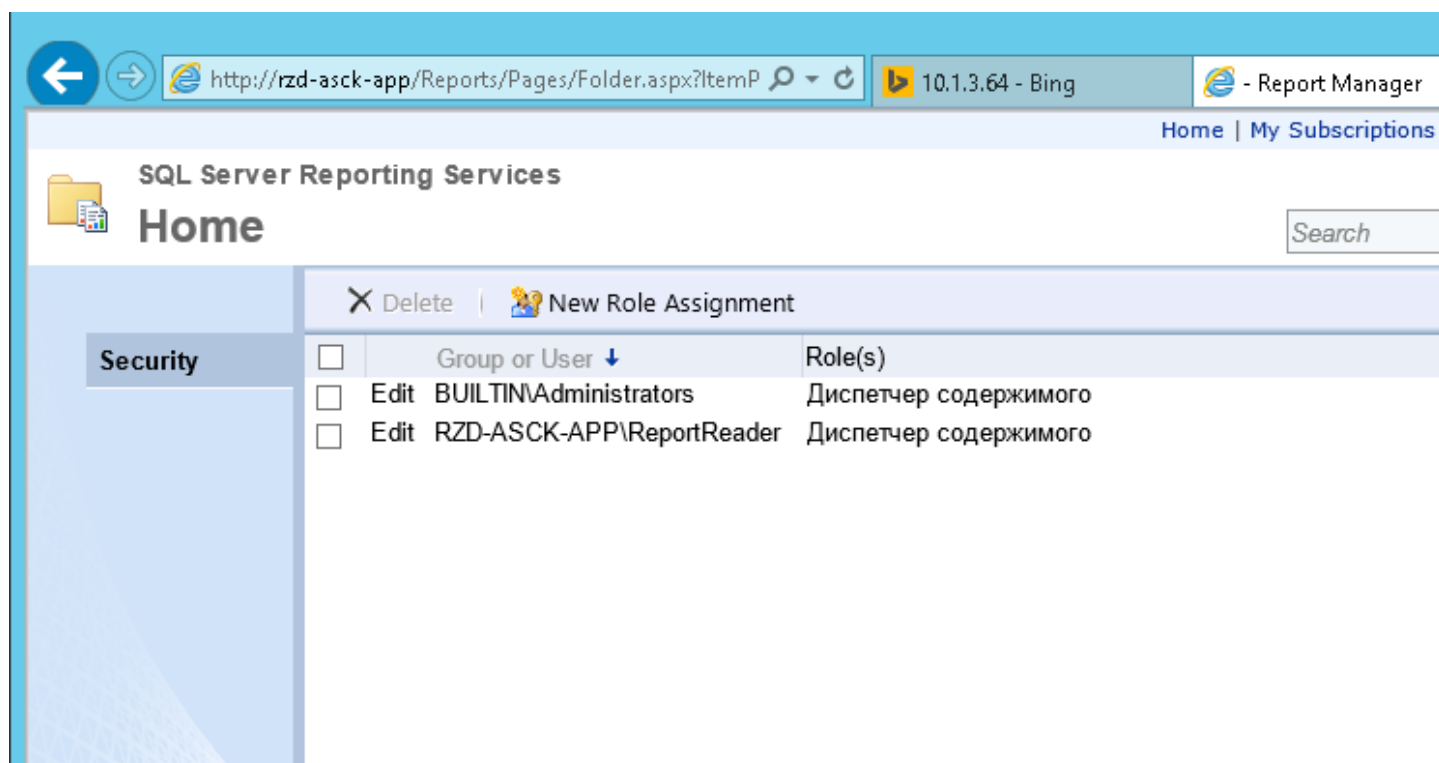 http://rzd-asck-app/Reports/Pages/Folder.aspx?ItemP
10.1.3.64 - Bing
- Report Manager
Home | My Subscriptions
SQL Server Reporting Services
Home
Search
Delete | New Role Assignment
Security
Group or User Role(s)
Edit BUILTIN\Administrators Диспетчер содержимого
Edit RZD-ASCK-APP\ReportReader Диспетчер содержимого